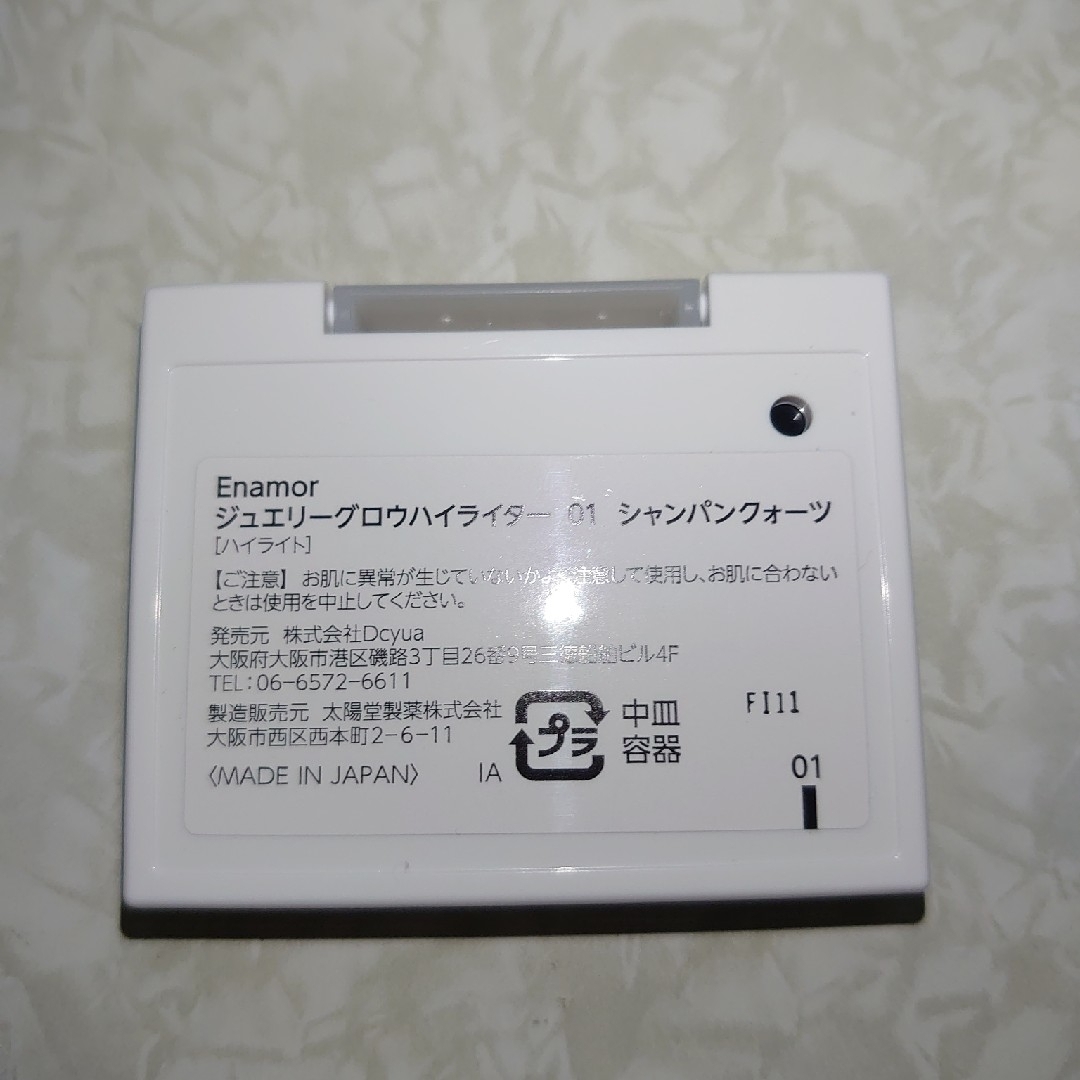 Enamor
ジュエリーグロウハイライター 01 シャンパンクォーツ
[ハイライト]
【ご注意】お肌に異常が生じていないかよく注意して使用し、お肌に合わない
ときは使用を中止してください。
発売元 株式会社Dcyua
大阪府大阪市港区磯路3丁目26番9号三ビル4F
TEL:06-6572-6611
製造販売元 太陽堂製薬株式会社
大阪市西区西本町2-6-11
〈MADE IN JAPAN〉 IA
プラ
中皿
容器
FI11
01